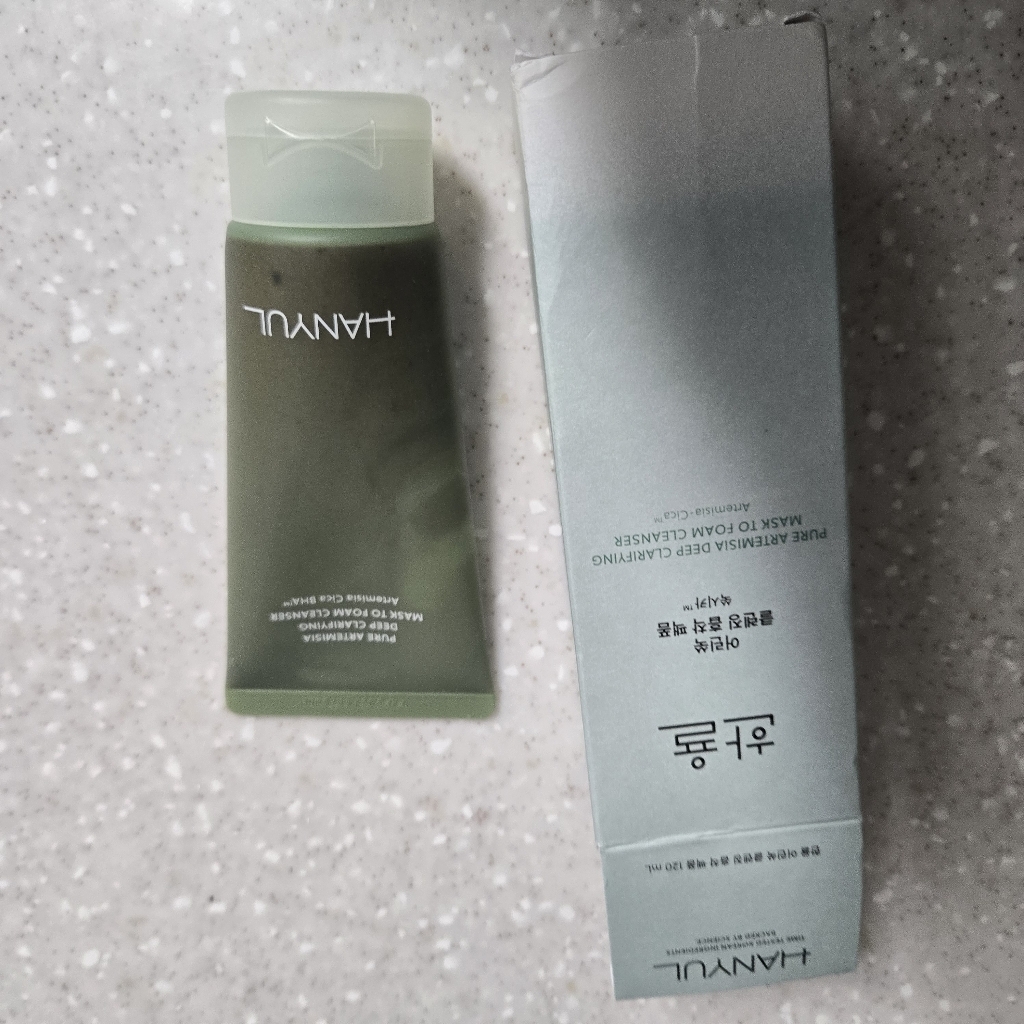 HANYUL
PURE ARTEMISIA
DEEP CLARIFYING
MASK TO FOAM CLEANSER
Artemisia Cica BHA™
HANYUL
TIME TESTED KOREAN INGREDIENTS
BACKED BY SCIENCE
한율 어린쑥 클렌징 흡착 팩폼 120 mL
한율
어린쑥
클렌징 흡착 팩폼
쑥시카™
PURE ARTEMISIA DEEP CLARIFYING
MASK TO FOAM CLEANSER
Artemisia-Cica™